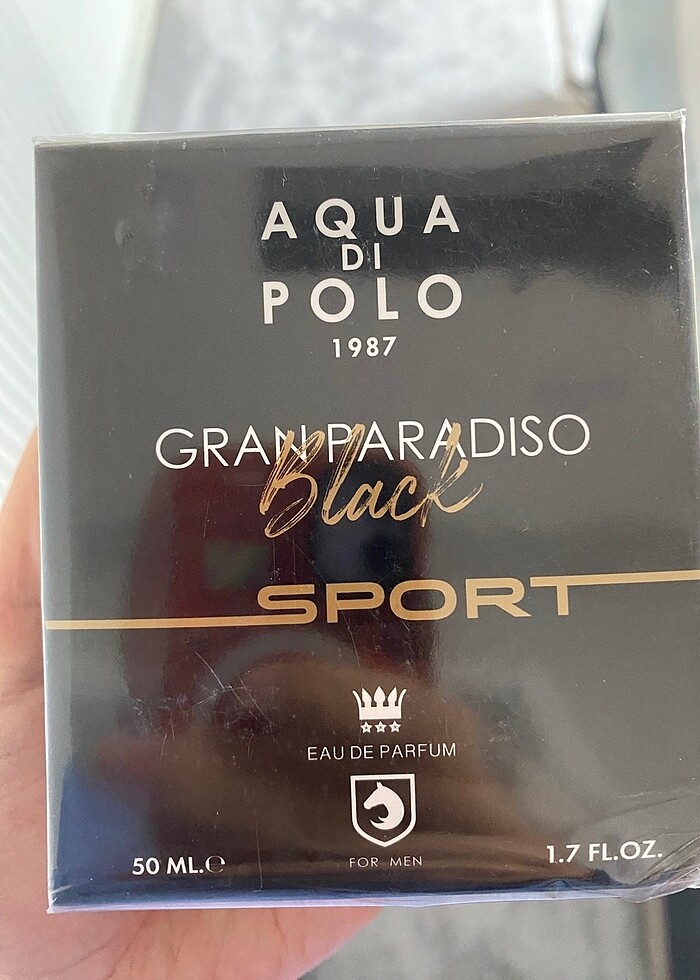 AQUA
DI
POLO
1987
GRAN PARADISO
Black
SPORT
EAU DE PARFUM
50 ML.℮
FOR MEN
1.7 FL.OZ.